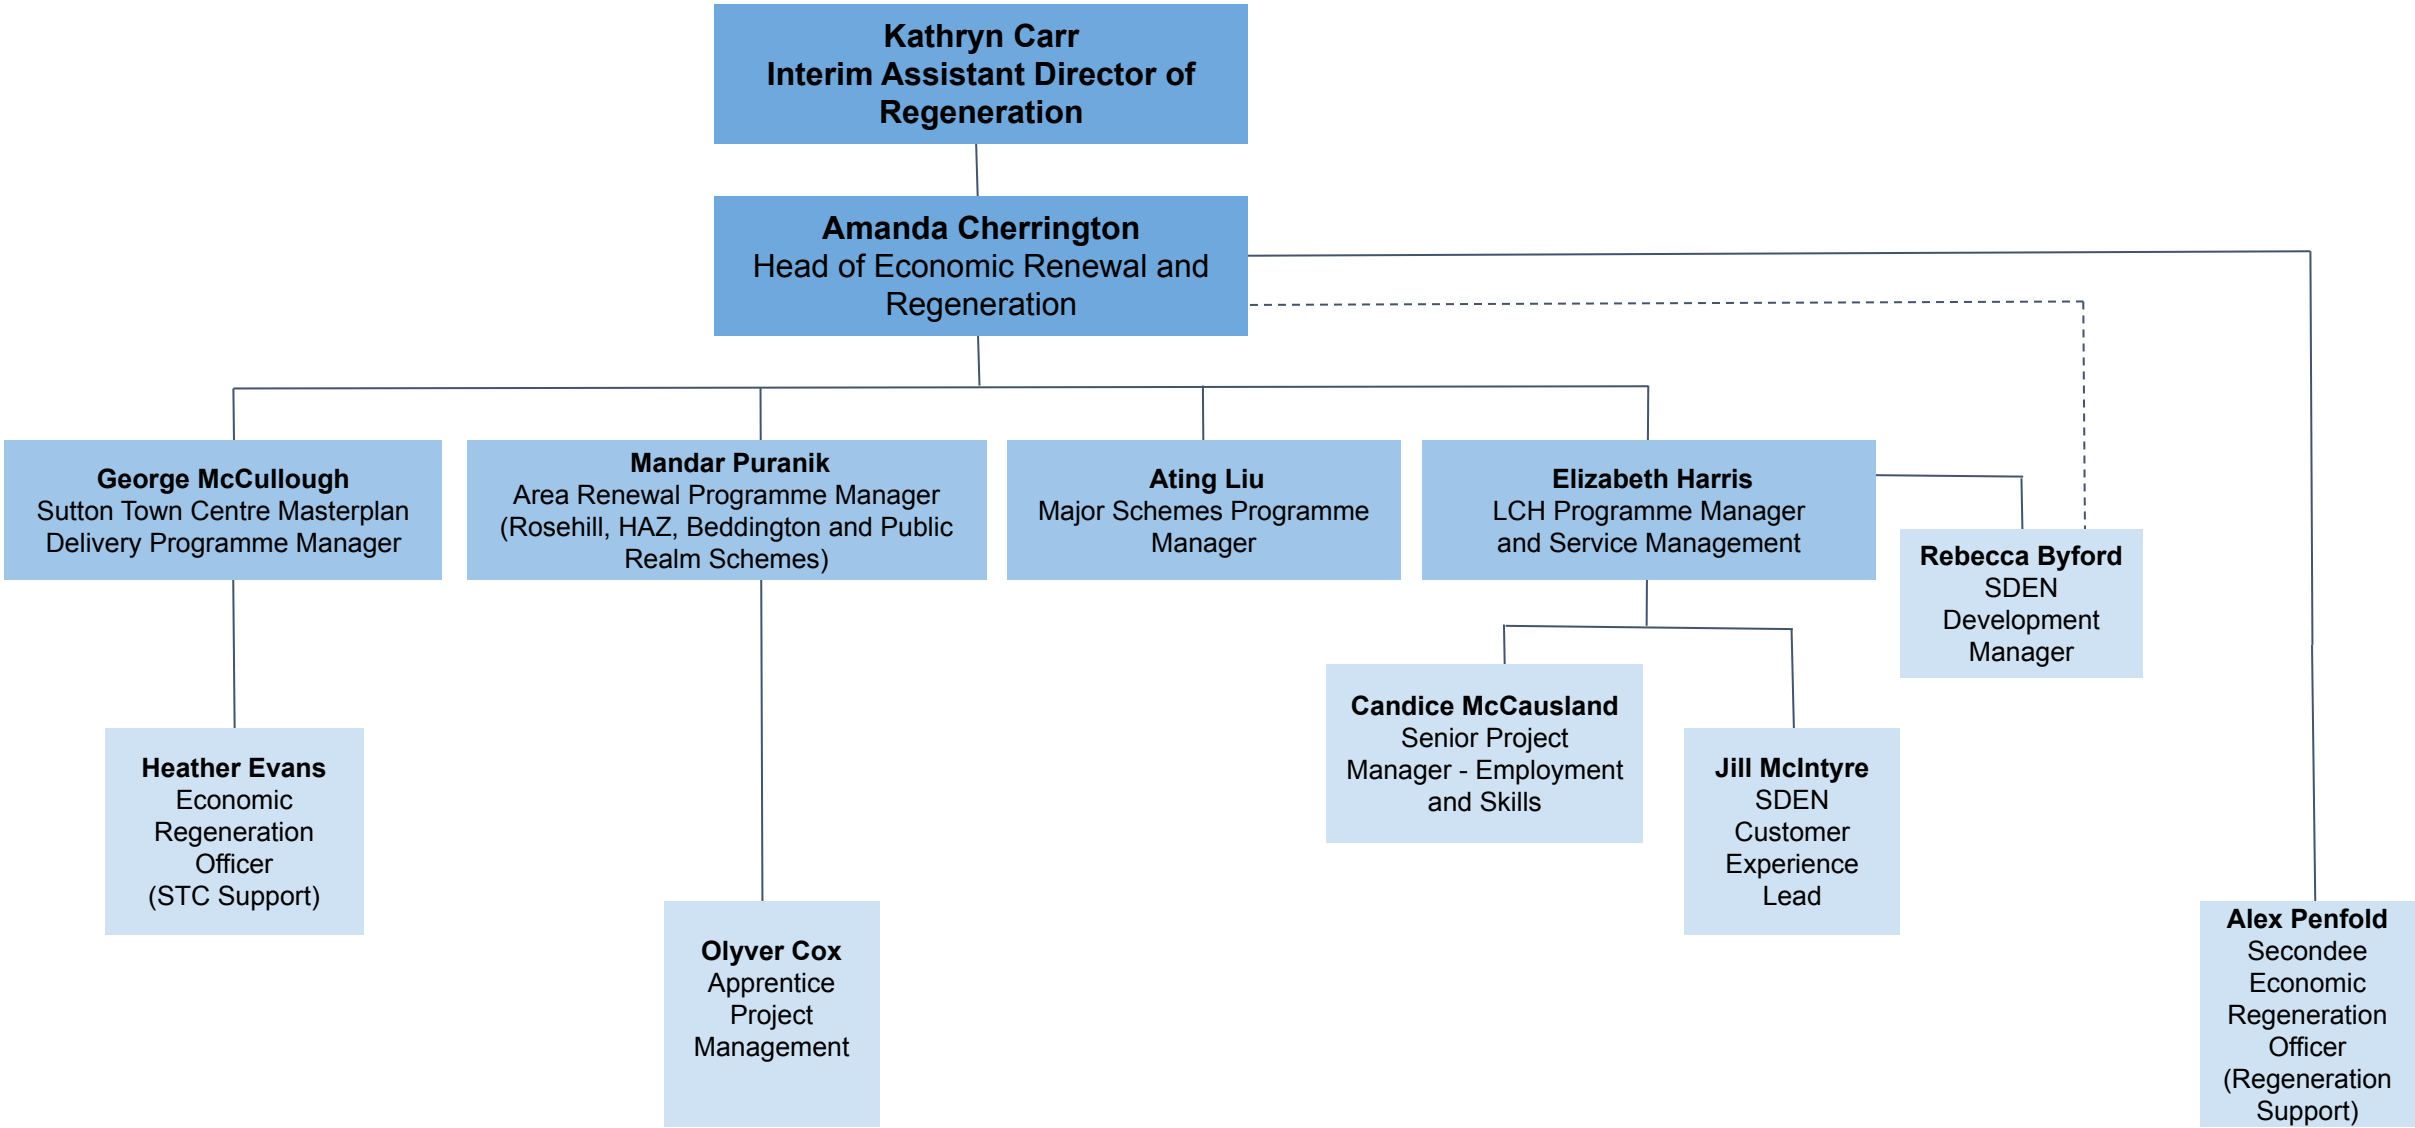 Kathryn Carr
Interim Assistant Director of
Regeneration
Amanda Cherrington
Head of Economic Renewal and
Regeneration
George McCullough
Sutton Town Centre Masterplan
Delivery Programme Manager
Mandar Puranik
Area Renewal Programme Manager
(Rosehill, HAZ, Beddington and Public
Realm Schemes)
Ating Liu
Major Schemes Programme
Manager
Elizabeth Harris
LCH Programme Manager
and Service Management
Rebecca Byford
SDEN
Development
Manager
Heather Evans
Economic
Regeneration
Officer
(STC Support)
Olyver Cox
Apprentice
Project
Management
Candice McCausland
Senior Project
Manager - Employment
and Skills
Jill McIntyre
SDEN
Customer
Experience
Lead
Alex Penfold
Secondee
Economic
Regeneration
Officer
(Regeneration
Support)